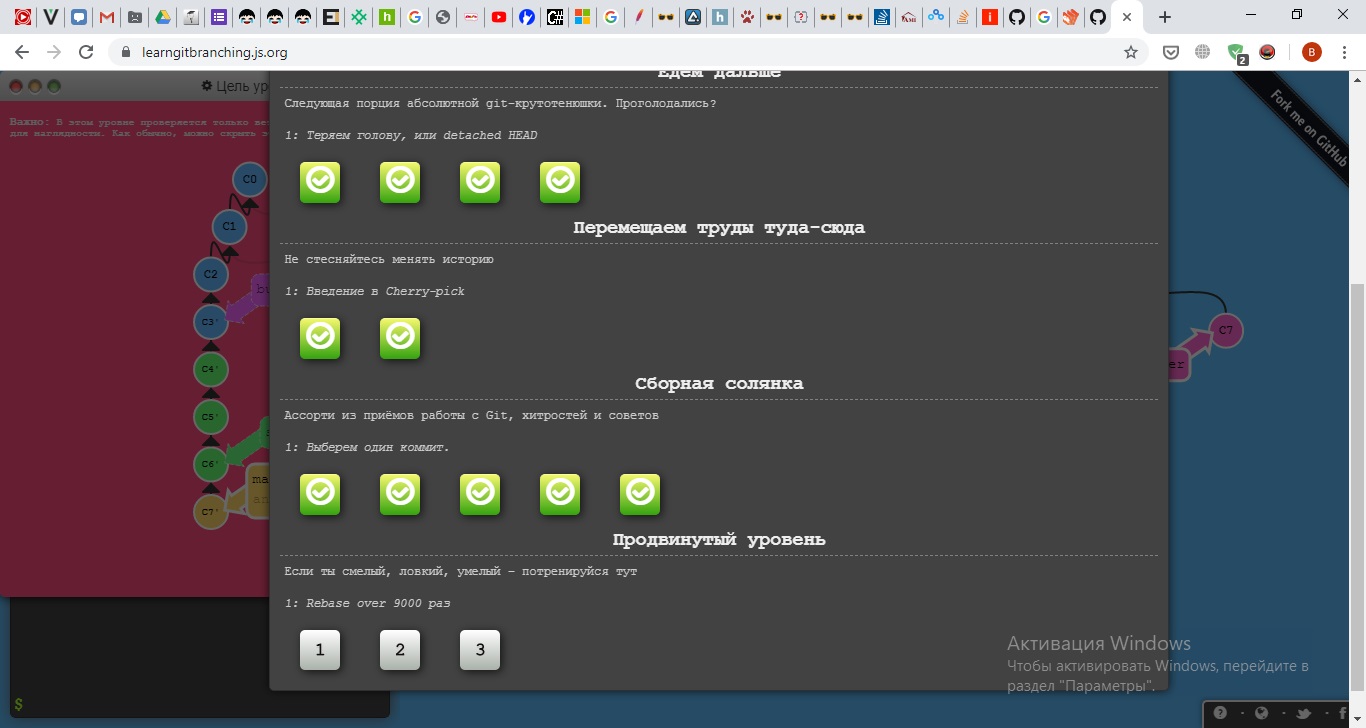 learngitbranching.js.org
2
B
Едем дальше
Цель ур
Следующая порция абсолютной git-крутотенюшки. Проголодались?
Важно: В этом уровне проверяется только ве
для наглядности. Как обычно, можно скрыть э
1: Теряем голову, или detached HEAD
Fork me on GitHub
C0
C1
Перемещаем труды туда-сюда
Не стесняйтесь менять историю
C2
1: Введение в Cherry-pick
C3'
C7
C4'
er
Сборная солянка
C5'
Ассорти из приёмов работы с Git, хитростей и советов
1: Выберем один коммит.
C6'
ma
C7'
Продвинутый уровень
Если ты смелый, ловкий, умелый - потренируйся тут
1: Rebase over 9000 раз
1 2 3
Активация Windows
Чтобы активировать Windows, перейдите в
раздел "Параметры".
$